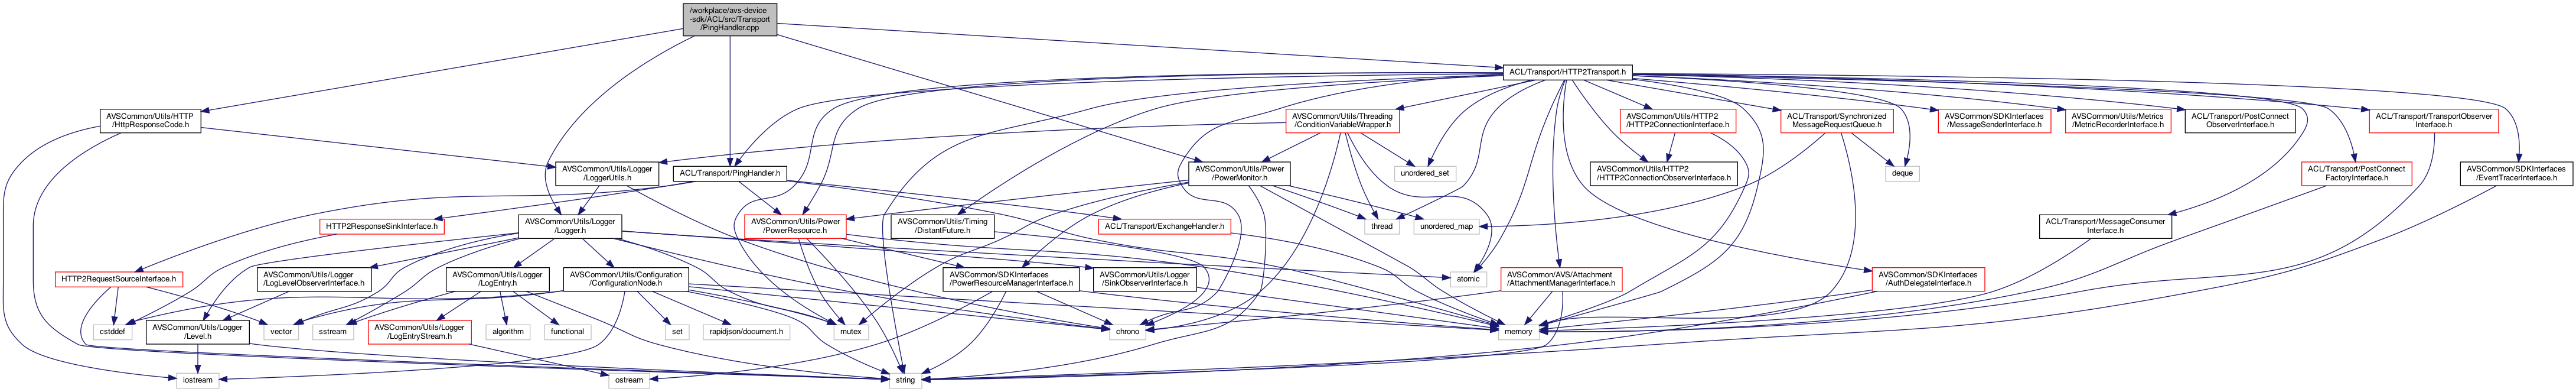 /workplace/avs-device
-sdk/ACL/src/Transport
/PingHandler.cpp
ACL/Transport/HTTP2Transport.h
AVSCommon/Utils/HTTP
/HttpResponseCode.h
AVSCommon/Utils/Threading
/ConditionVariableWrapper.h
AVSCommon/Utils/HTTP2
/HTTP2ConnectionInterface.h
ACL/Transport/Synchronized
MessageRequestQueue.h
AVSCommon/SDKInterfaces
/MessageSenderInterface.h
AVSCommon/Utils/Metrics
/MetricRecorderInterface.h
ACL/Transport/PostConnect
ObserverInterface.h
ACL/Transport/TransportObserver
Interface.h
AVSCommon/Utils/Logger
/LoggerUtils.h
ACL/Transport/PingHandler.h
AVSCommon/Utils/Power
/PowerMonitor.h
unordered_set
AVSCommon/Utils/HTTP2
/HTTP2ConnectionObserverInterface.h
deque
ACL/Transport/PostConnect
FactoryInterface.h
AVSCommon/SDKInterfaces
/EventTracerInterface.h
HTTP2ResponseSinkInterface.h
AVSCommon/Utils/Logger
/Logger.h
AVSCommon/Utils/Power
/PowerResource.h
AVSCommon/Utils/Timing
/DistantFuture.h
ACL/Transport/ExchangeHandler.h
thread
unordered_map
ACL/Transport/MessageConsumer
Interface.h
HTTP2RequestSourceInterface.h
AVSCommon/Utils/Logger
/LogLevelObserverInterface.h
AVSCommon/Utils/Logger
/LogEntry.h
AVSCommon/Utils/Configuration
/ConfigurationNode.h
AVSCommon/SDKInterfaces
/PowerResourceManagerInterface.h
AVSCommon/Utils/Logger
/SinkObserverInterface.h
atomic
AVSCommon/AVS/Attachment
/AttachmentManagerInterface.h
AVSCommon/SDKInterfaces
/AuthDelegateInterface.h
cstddef
AVSCommon/Utils/Logger
/Level.h
vector
sstream
AVSCommon/Utils/Logger
/LogEntryStream.h
algorithm
functional
set
rapidjson/document.h
mutex
chrono
memory
iostream
ostream
string